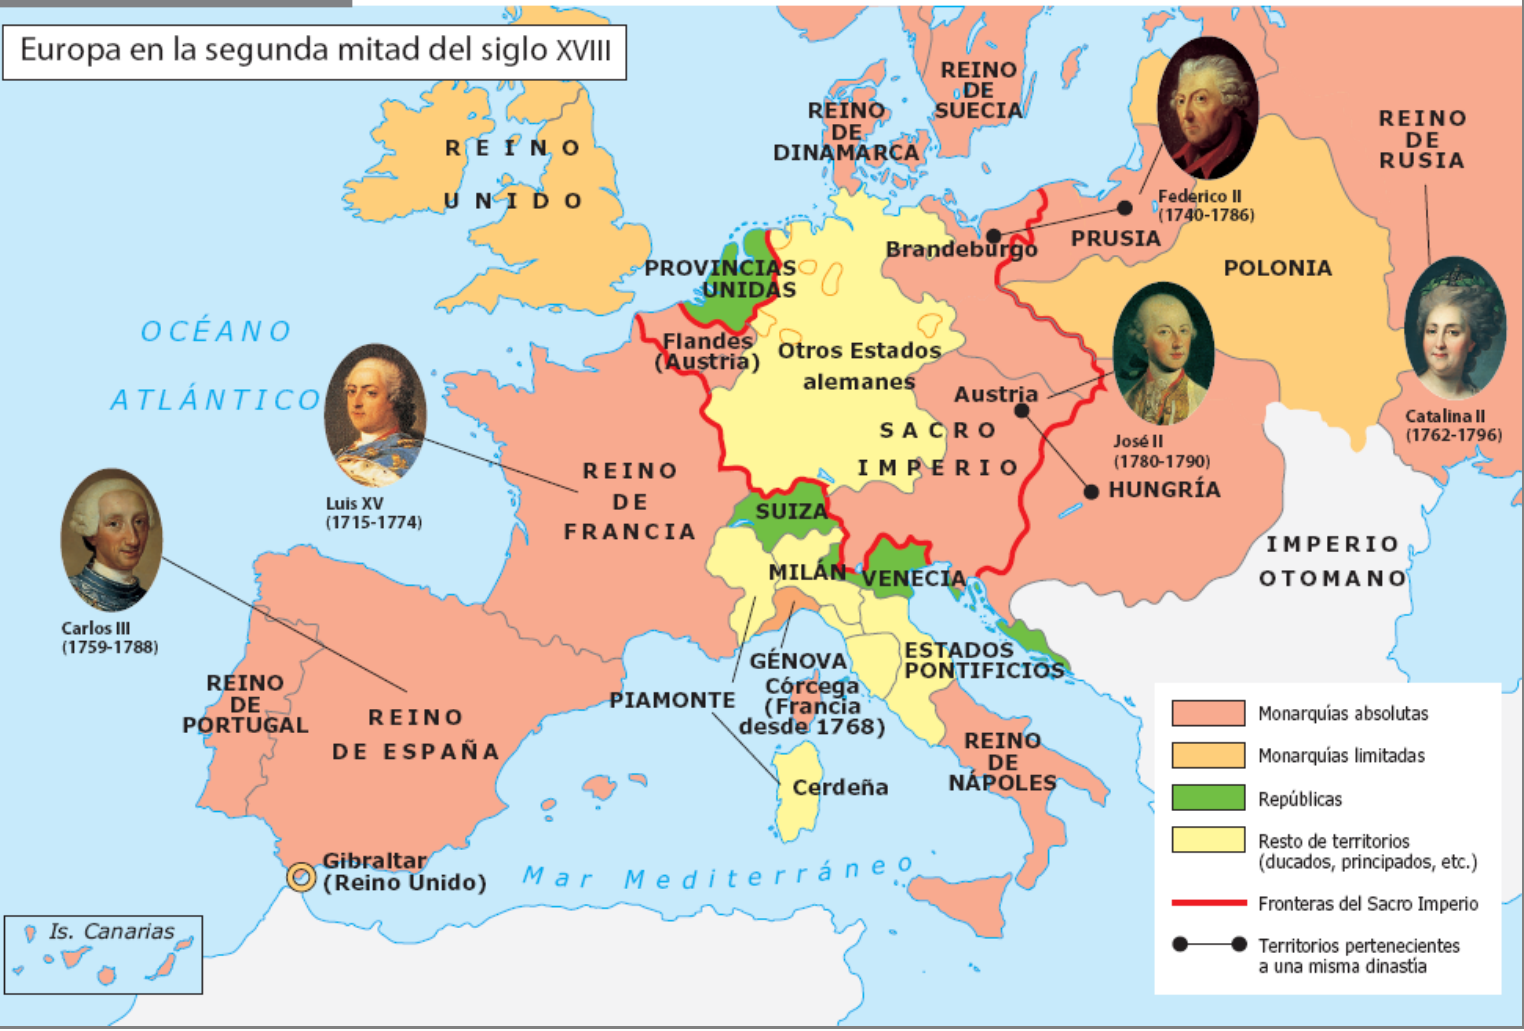 Europa en la segunda mitad del siglo XVIII
REINO
DE
SUECIA
REINO
DE
DINAMARCA
REINO
DE
RUSIA
REINO
UNIDO
Federico II
(1740-1786)
PRUSIA
Brandeburgo
POLONIA
PROVINCIAS
UNIDAS
OCÉANO
ATLÁNTICO
Flandes
(Austria)
Otros Estados
alemanes
Austria
SACRO
IMPERIO
José II
(1780-1790)
HUNGRÍA
Catalina II
(1762-1796)
Luis XV
(1715-1774)
REINO
DE
FRANCIA
SUIZA
IMPERIO
OTOMANO
MILÁN
VENECIA
Carlos III
(1759-1788)
GÉNOVA
ESTADOS
PONTIFICIOS
PIAMONTE
Córcega
(Francia
desde 1768)
REINO
DE
PORTUGAL
REINO
DE ESPAÑA
REINO
DE
NÁPOLES
Cerdeña
Gibraltar
(Reino Unido)
Mar Mediterráneo
Is. Canarias
Monarquías absolutas
Monarquías limitadas
Repúblicas
Resto de territorios
(ducados, principados, etc.)
Fronteras del Sacro Imperio
Territorios pertenecientes
a una misma dinastía